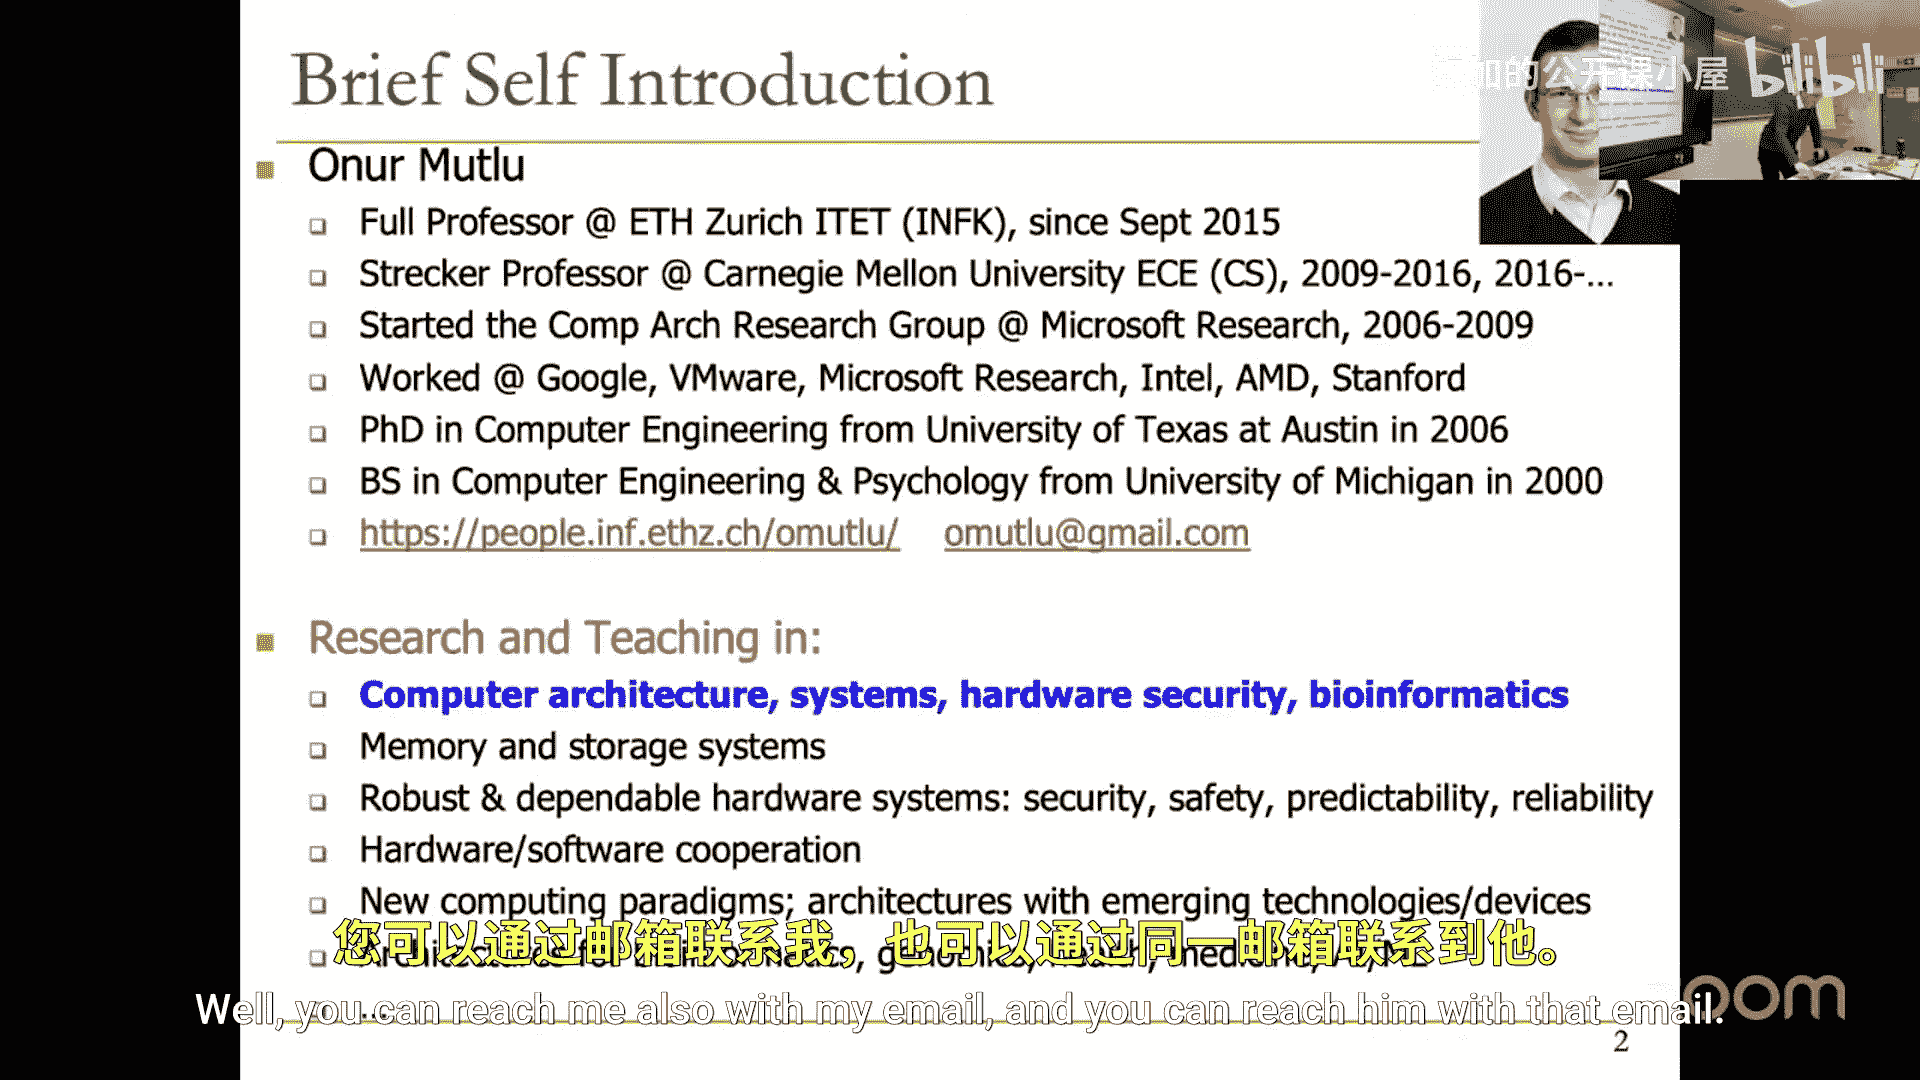 Brief Self Introduction
的公开课小屋 bilibili
Onur Mutlu
Full Professor @ ETH Zurich ITET (INFK), since Sept 2015
Strecker Professor @ Carnegie Mellon University ECE (CS), 2009-2016, 2016-...
Started the Comp Arch Research Group @ Microsoft Research, 2006-2009
Worked @ Google, VMware, Microsoft Research, Intel, AMD, Stanford
PhD in Computer Engineering from University of Texas at Austin in 2006
BS in Computer Engineering & Psychology from University of Michigan in 2000
https://people.inf.ethz.ch/omutlu/ omutlu@gmail.com
Research and Teaching in:
Computer architecture, systems, hardware security, bioinformatics
Memory and storage systems
Robust & dependable hardware systems: security, safety, predictability, reliability
Hardware/software cooperation
New computing paradigms; architectures with emerging technologies/devices
您可以通过邮箱联系我，也可以通过同一邮箱联系到他。
Well, you can reach me also with my email, and you can reach him with that email.
2